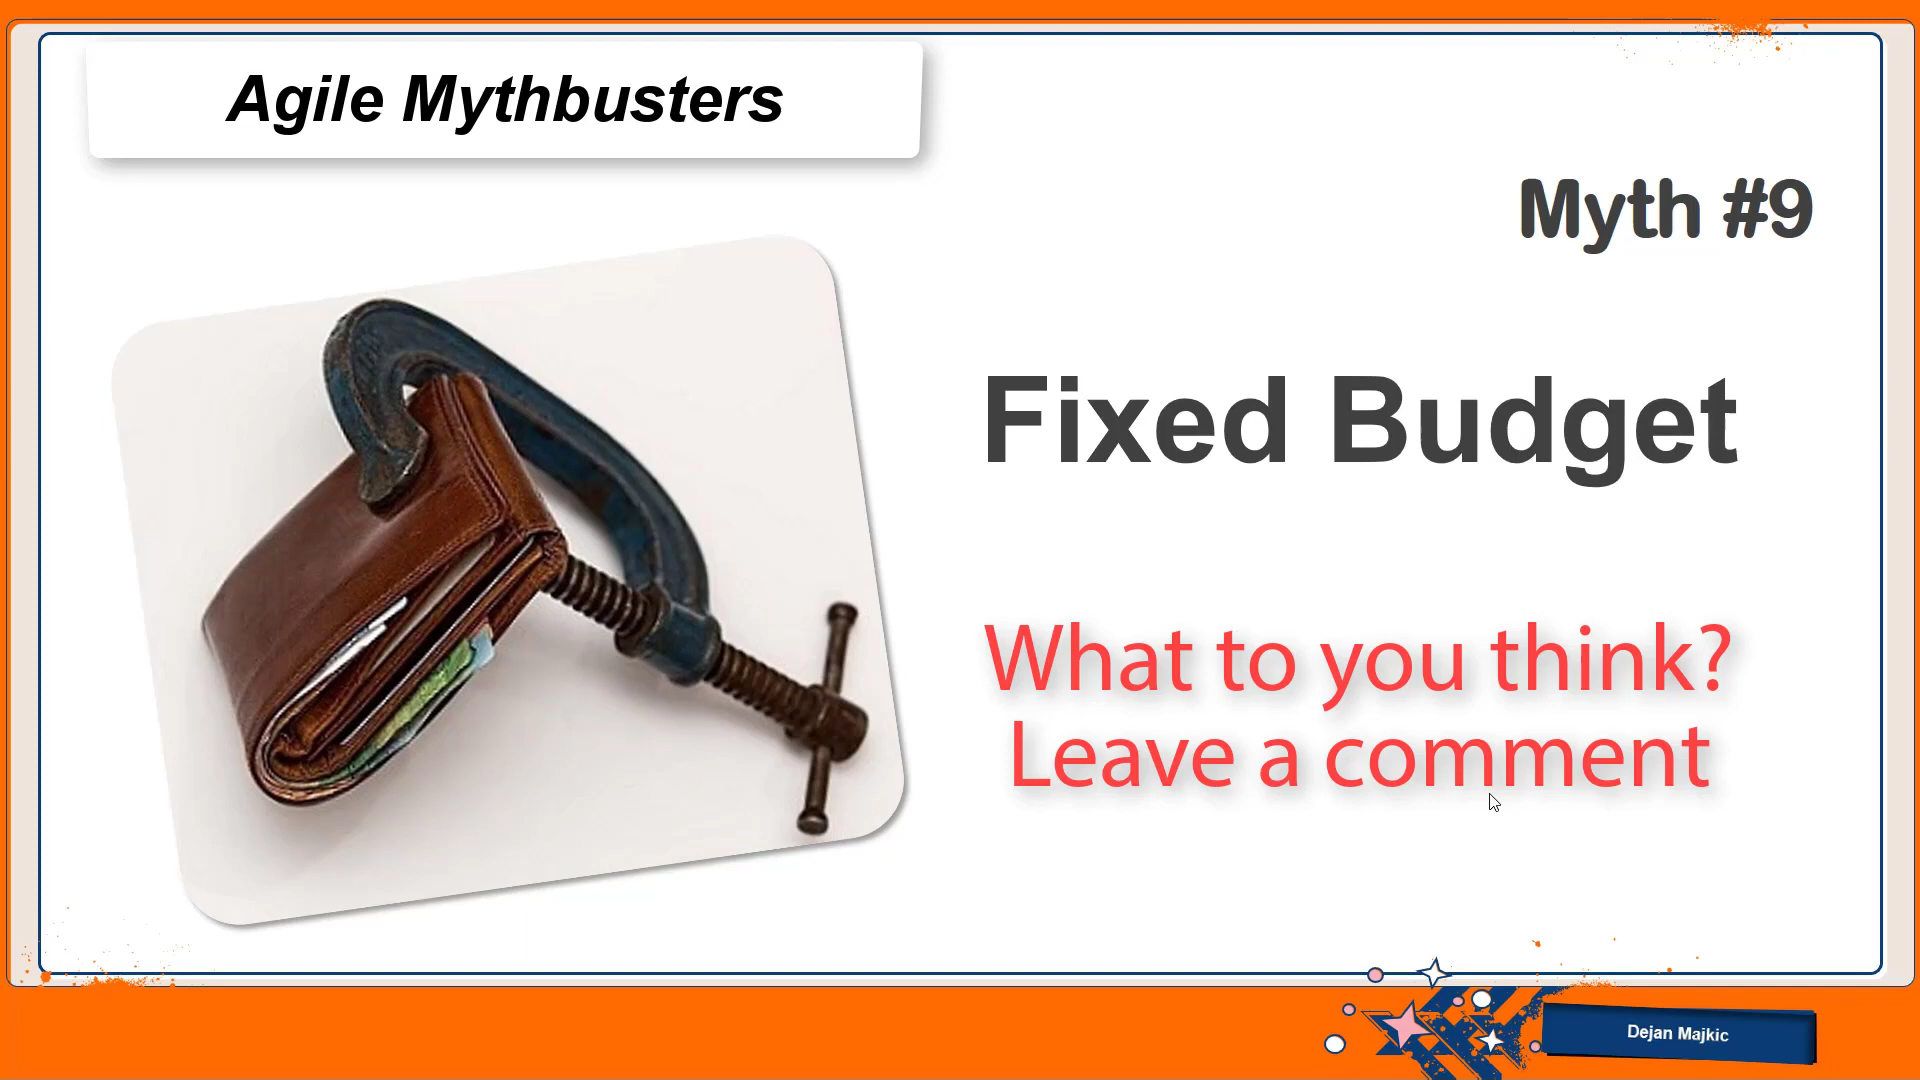 Agile Mythbusters
Myth #9
Fixed Budget
What to you think?
Leave a comment
Dejan Majkic